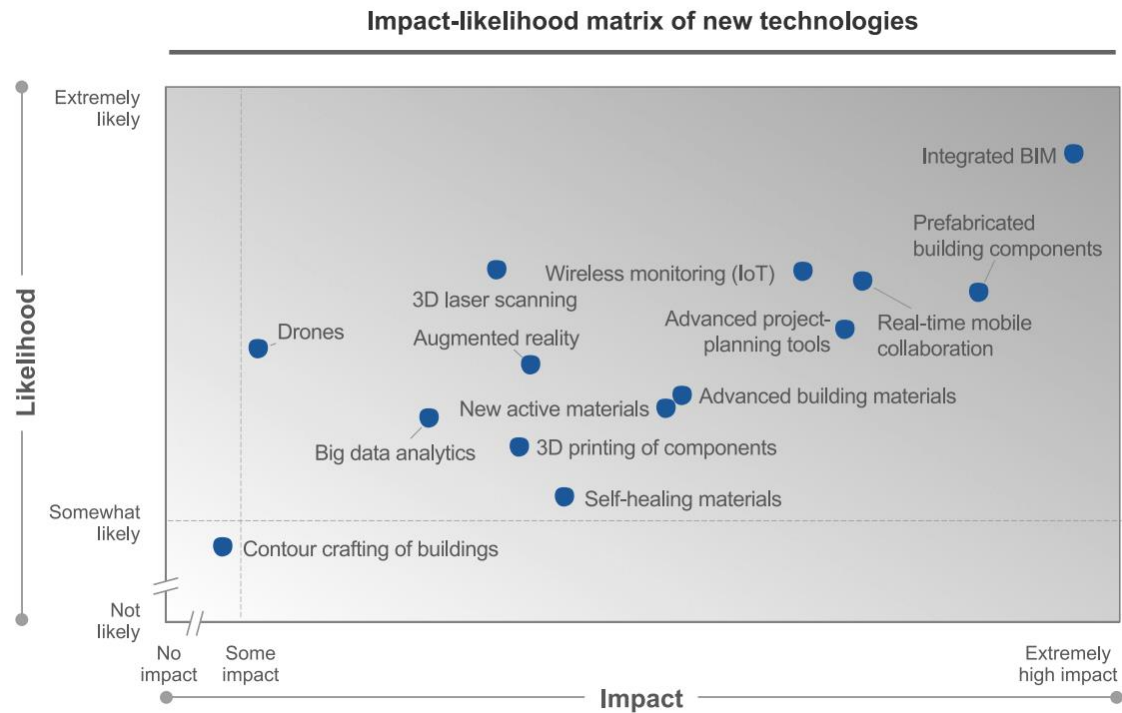 Impact-likelihood matrix of new technologies
Extremely
likely
Integrated BIM
Prefabricated
building components
Wireless monitoring (IoT)
3D laser scanning
Advanced project-
planning tools
Real-time mobile
collaboration
Drones
Augmented reality
Likelihood
New active materials
Advanced building materials
Big data analytics
3D printing of components
Self-healing materials
Somewhat
likely
Contour crafting of buildings
Not
likely
No
impact
Some
impact
Extremely
high impact
Impact